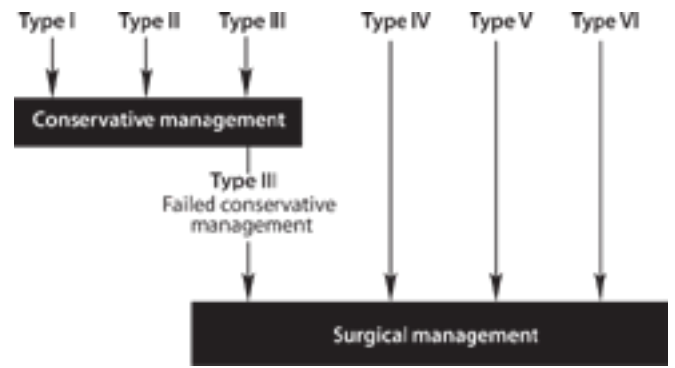 Type I Type II Type III Type IV Type V Type VI
Conservative management
Type III
Failed conservative
management
Surgical management